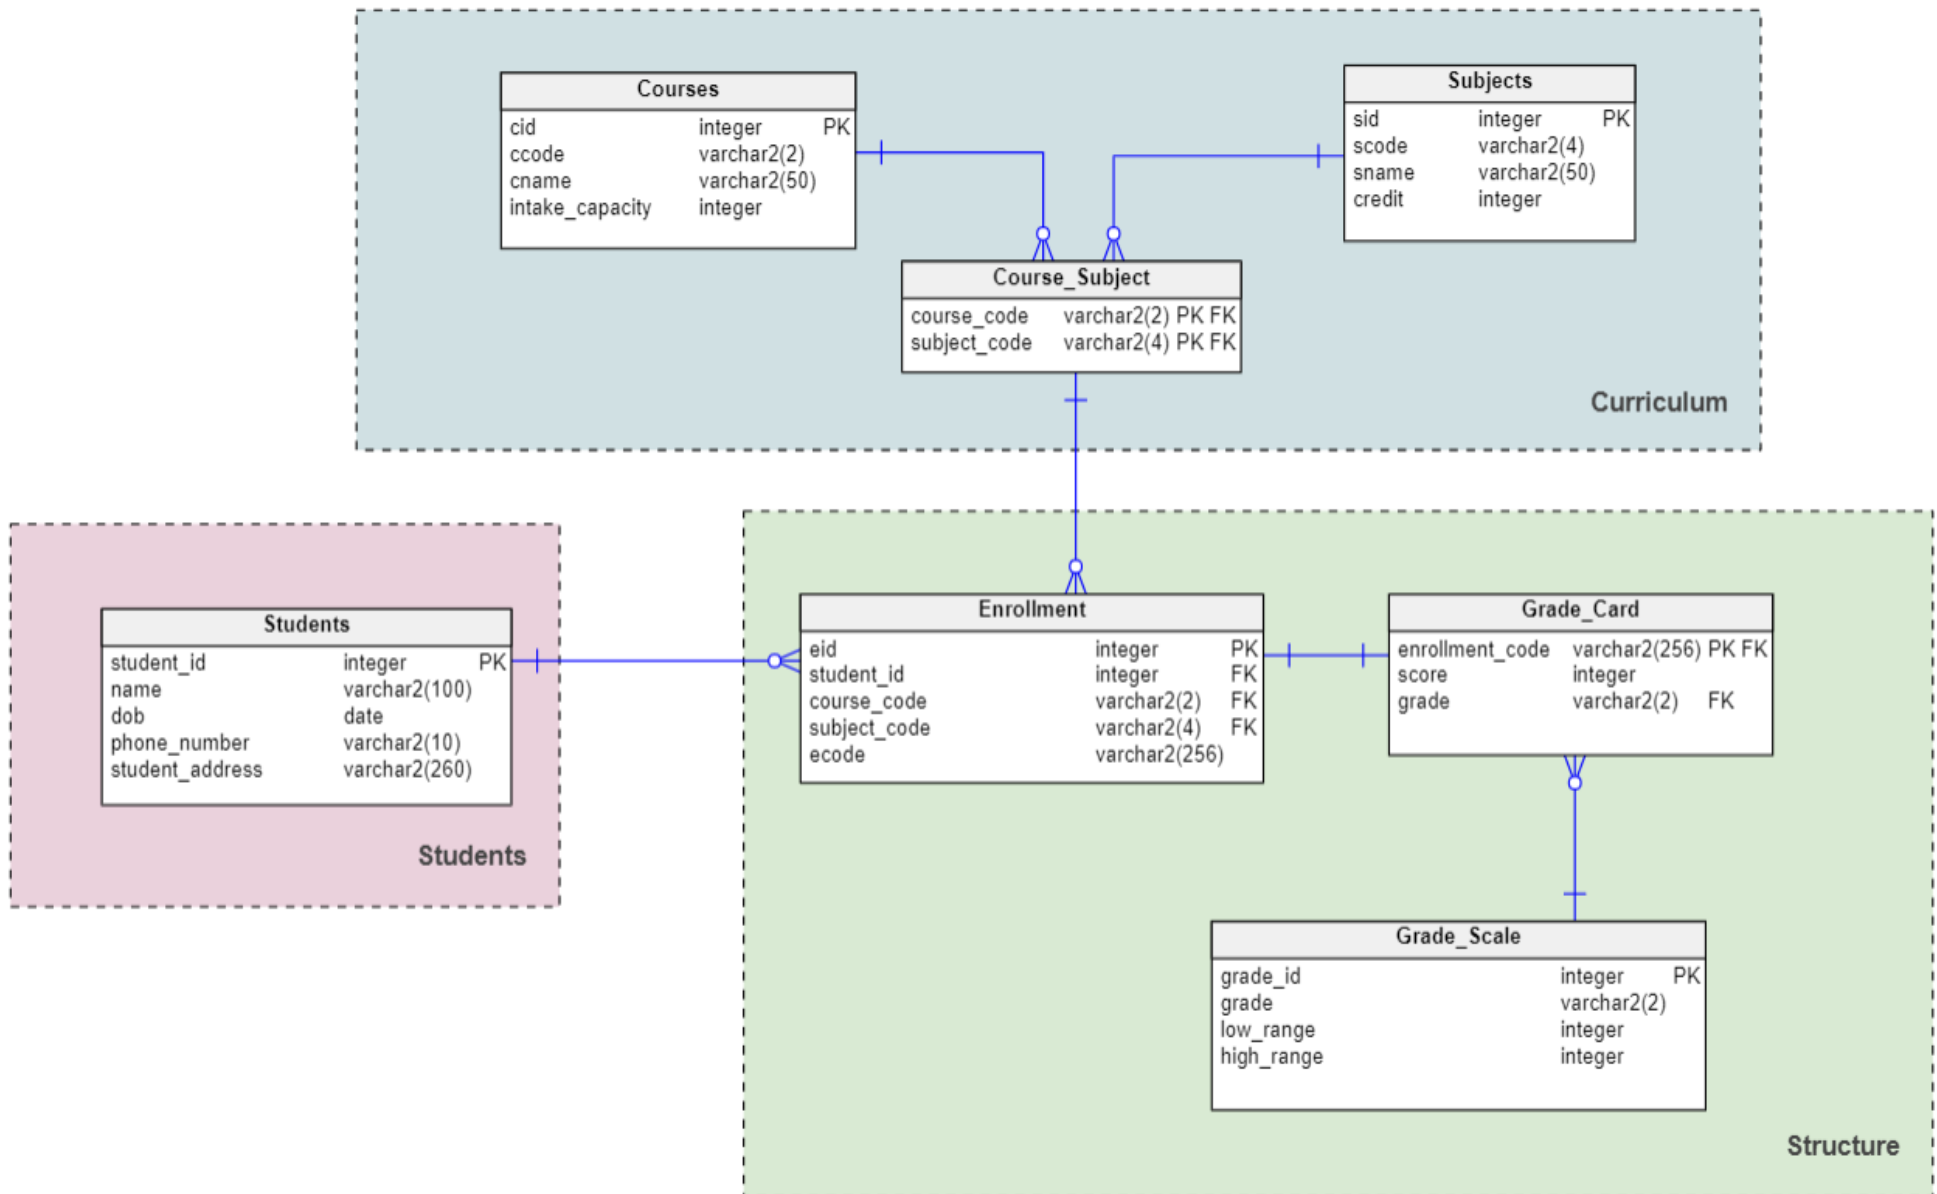 Courses
cid integer PK
ccode varchar2(2)
cname varchar2(50)
intake_capacity integer
Subjects
sid integer PK
scode varchar2(4)
sname varchar2(50)
credit integer
Course_Subject
course_code varchar2(2) PK FK
subject_code varchar2(4) PK FK
Curriculum
Students
student_id integer PK
name varchar2(100)
dob date
phone_number varchar2(10)
student_address varchar2(260)
Students
Enrollment
eid integer PK
student_id integer FK
course_code varchar2(2) FK
subject_code varchar2(4) FK
ecode varchar2(256)
Grade_Card
enrollment_code varchar2(256) PK FK
score integer
grade varchar2(2) FK
Grade_Scale
grade_id integer PK
grade varchar2(2)
low_range integer
high_range integer
Structure